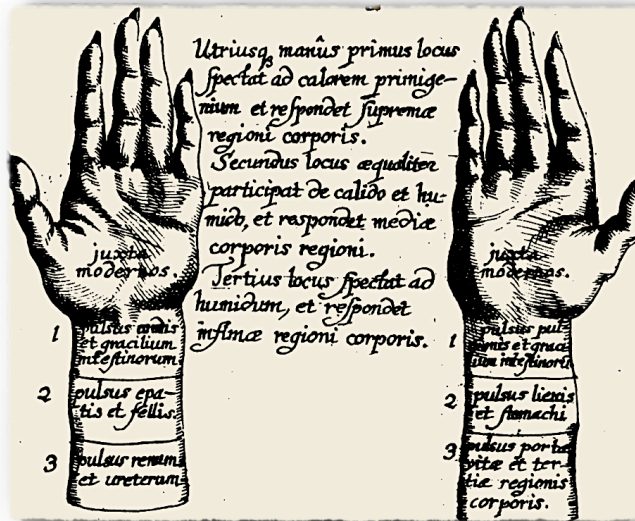 Utriusq; manûs primus locus
spectat ad calorem primige-
nium et respondet supremæ
regioni corporis.
Secundus locus æqualiter
participat de calido et hu-
mido, et respondet mediæ
corporis regioni.
Tertius locus spectat ad
humidum, et respondet
infimæ regioni corporis.
juxta
modernos.
1 pulsus cordis
et gracilium
intestinorum
2 pulsus epa-
tis et fellis.
3 pulsus renum
et ureterum.
juxta
modernos.
1 pulsus pul-
monis et graci-
lium intestinorū
2 pulsus lienis
et stomachi
3 pulsus portæ
vitæ et ter-
tiæ regionis
corporis.